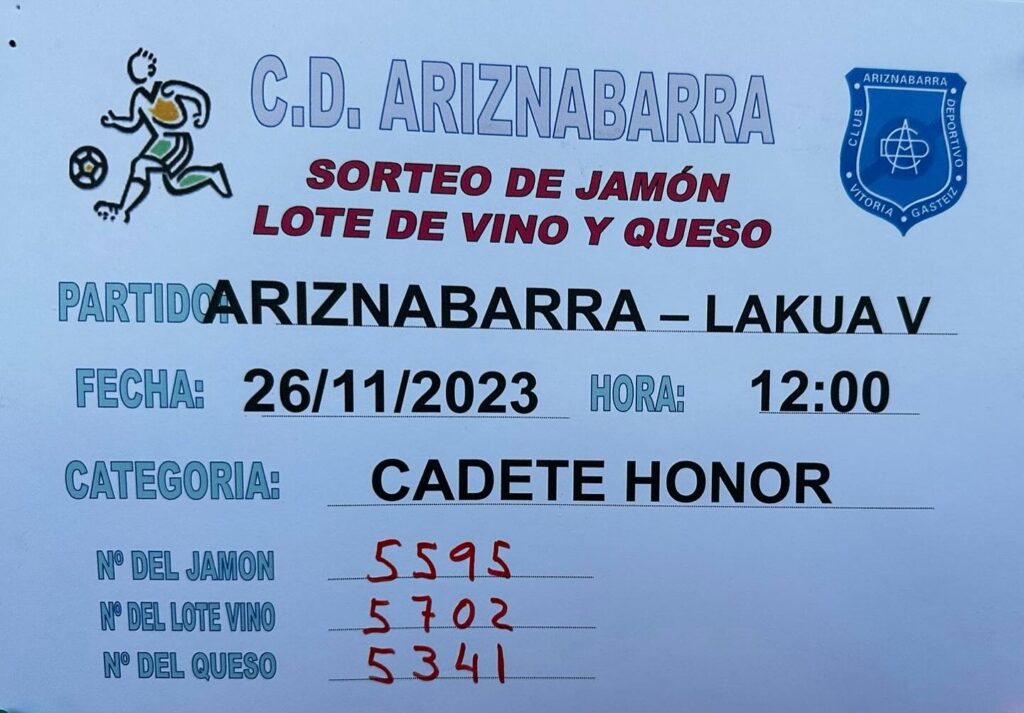 C.D. ARIZNABARRA
ARIZNABARRA
CLUB
DEPORTIVO
VITORIA
GASTEIZ
SORTEO DE JAMÓN
LOTE DE VINO Y QUESO
PARTIDO: ARIZNABARRA – LAKUA V
FECHA: 26/11/2023 HORA: 12:00
CATEGORIA: CADETE HONOR
Nº DEL JAMON 5595
Nº DEL LOTE VINO 5702
Nº DEL QUESO 5341